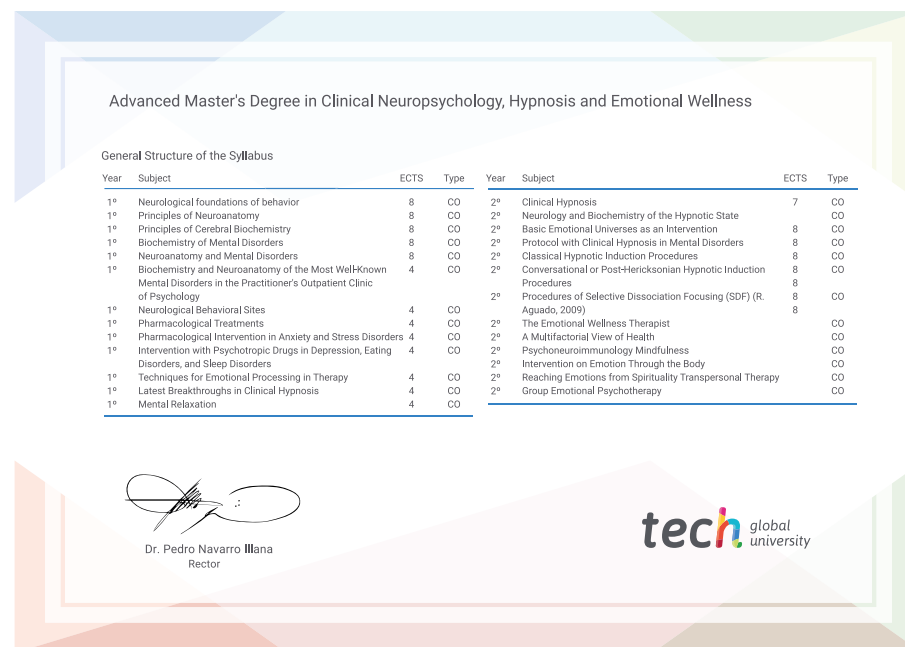 Advanced Master's Degree in Clinical Neuropsychology, Hypnosis and Emotional Wellness
General Structure of the Syllabus
Year Subject ECTS Type
1º Neurological foundations of behavior 8 CO
1º Principles of Neuroanatomy 8 CO
1º Principles of Cerebral Biochemistry 8 CO
1º Biochemistry of Mental Disorders 8 CO
1º Neuroanatomy and Mental Disorders 8 CO
1º Biochemistry and Neuroanatomy of the Most Well-Known 4 CO
Mental Disorders in the Practitioner's Outpatient Clinic
of Psychology
1º Neurological Behavioral Sites 4 CO
1º Pharmacological Treatments 4 CO
1º Pharmacological Intervention in Anxiety and Stress Disorders 4 CO
1º Intervention with Psychotropic Drugs in Depression, Eating 4 CO
Disorders, and Sleep Disorders
1º Techniques for Emotional Processing in Therapy 4 CO
1º Latest Breakthroughs in Clinical Hypnosis 4 CO
1º Mental Relaxation 4 CO
Year Subject ECTS Type
2º Clinical Hypnosis 7 CO
2º Neurology and Biochemistry of the Hypnotic State CO
2º Basic Emotional Universes as an Intervention 8 CO
2º Protocol with Clinical Hypnosis in Mental Disorders 8 CO
2º Classical Hypnotic Induction Procedures 8 CO
2º Conversational or Post-Hericksonian Hypnotic Induction 8 CO
Procedures 8
2º Procedures of Selective Dissociation Focusing (SDF) (R. 8 CO
Aguado, 2009) 8
2º The Emotional Wellness Therapist CO
2º A Multifactorial View of Health CO
2º Psychoneuroimmunology Mindfulness CO
2º Intervention on Emotion Through the Body CO
2º Reaching Emotions from Spirituality Transpersonal Therapy CO
2º Group Emotional Psychotherapy CO
Dr. Pedro Navarro Illana
Rector
tech global
university